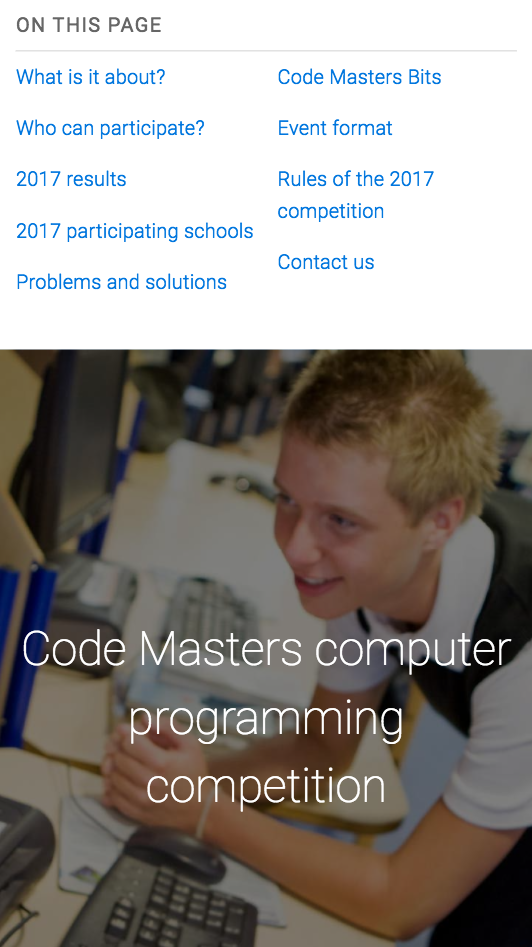 ON THIS PAGE
What is it about?
Who can participate?
2017 results
2017 participating schools
Problems and solutions
Code Masters Bits
Event format
Rules of the 2017
competition
Contact us
Code Masters computer
programming
competition